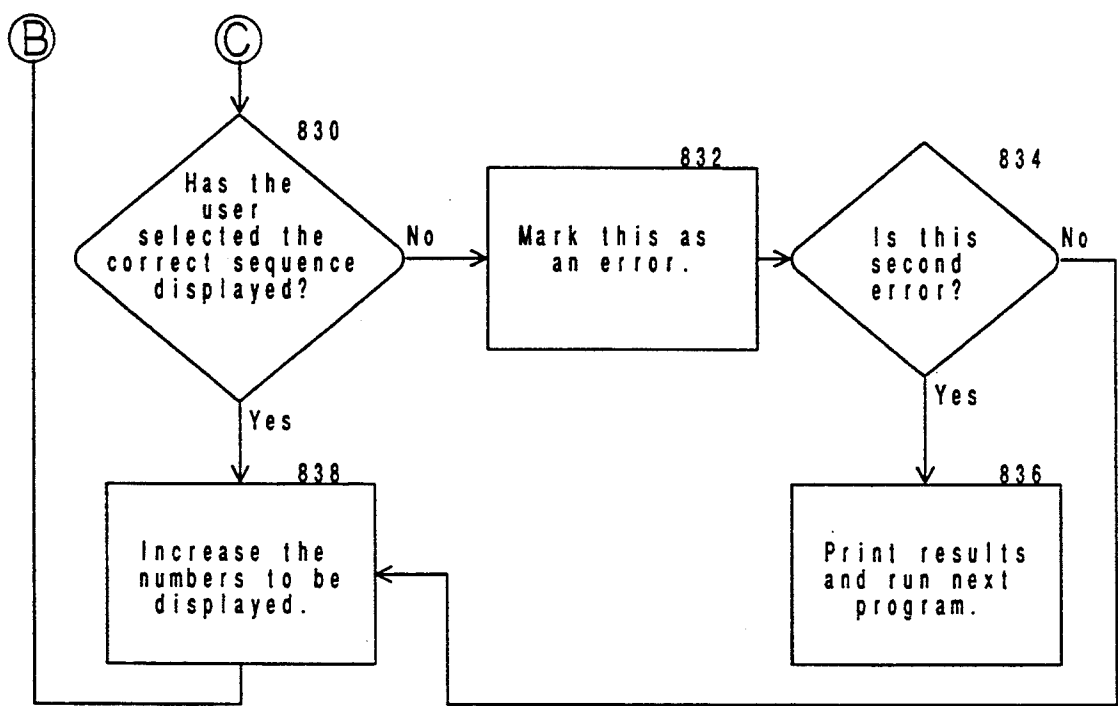 B
C
830
Has the
user
selected the
correct sequence
displayed?
No
832
Mark this as
an error.
834
Is this
second
error?
No
Yes
Yes
838
Increase the
numbers to be
displayed.
836
Print results
and run next
program.